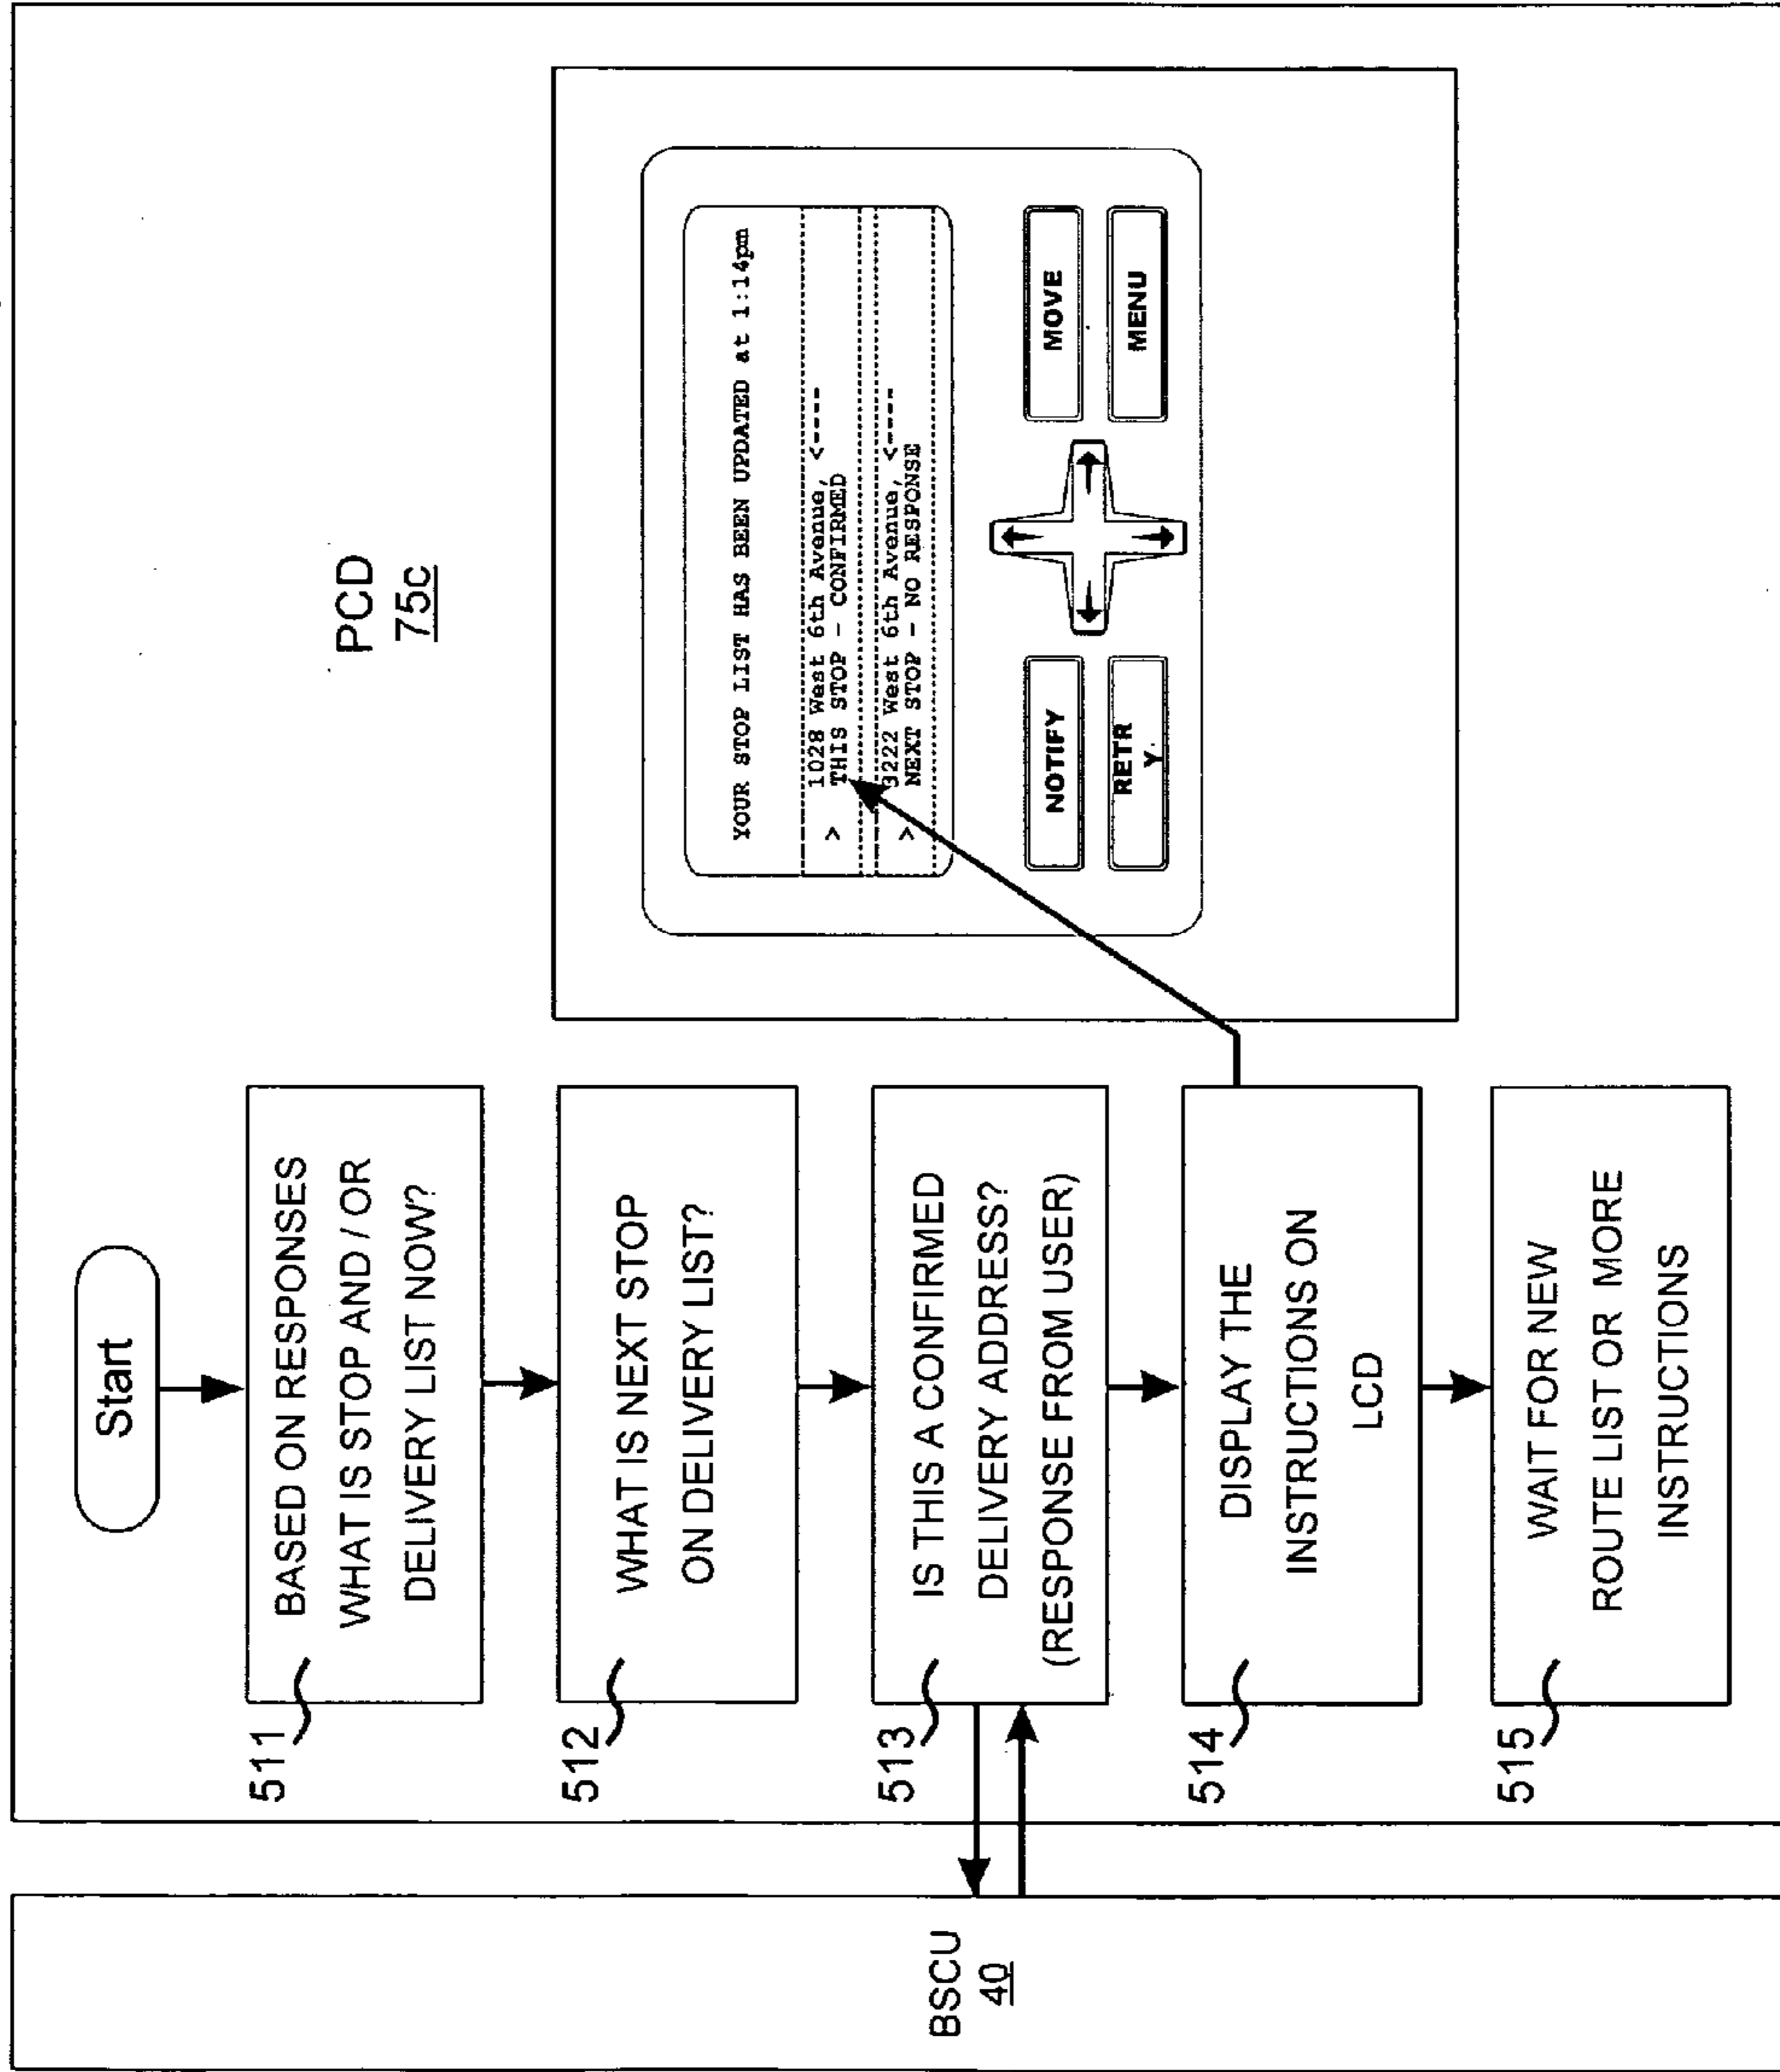 Start
511
BASED ON RESPONSES
WHAT IS STOP AND / OR
DELIVERY LIST NOW?
512
WHAT IS NEXT STOP
ON DELIVERY LIST?
513
IS THIS A CONFIRMED
DELIVERY ADDRESS?
(RESPONSE FROM USER)
514
DISPLAY THE
INSTRUCTIONS ON
LCD
515
WAIT FOR NEW
ROUTE LIST OR MORE
INSTRUCTIONS
BSCU
40
PCD
75c
YOUR STOP LIST HAS BEEN UPDATED at 1:14pm
> 1028 West 6th Avenue, <----
THIS STOP - CONFIRMED
> 3222 West 6th Avenue, <----
NEXT STOP - NO RESPONSE
NOTIFY
RETR
Y
MOVE
MENU